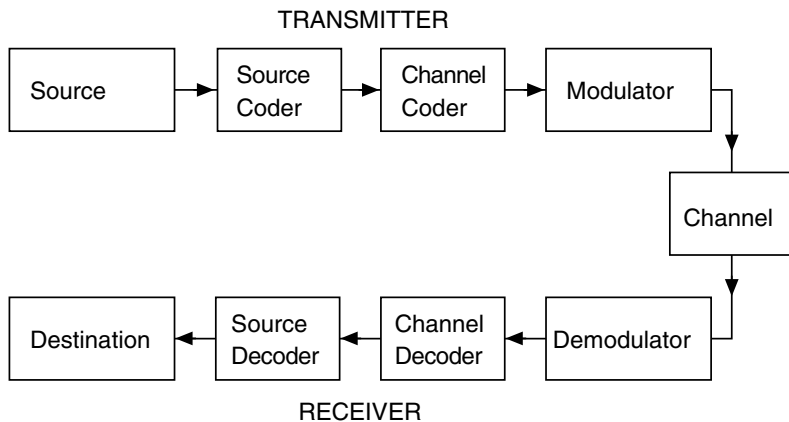 TRANSMITTER
Source
Source
Coder
Channel
Coder
Modulator
Channel
Destination
Source
Decoder
Channel
Decoder
Demodulator
RECEIVER